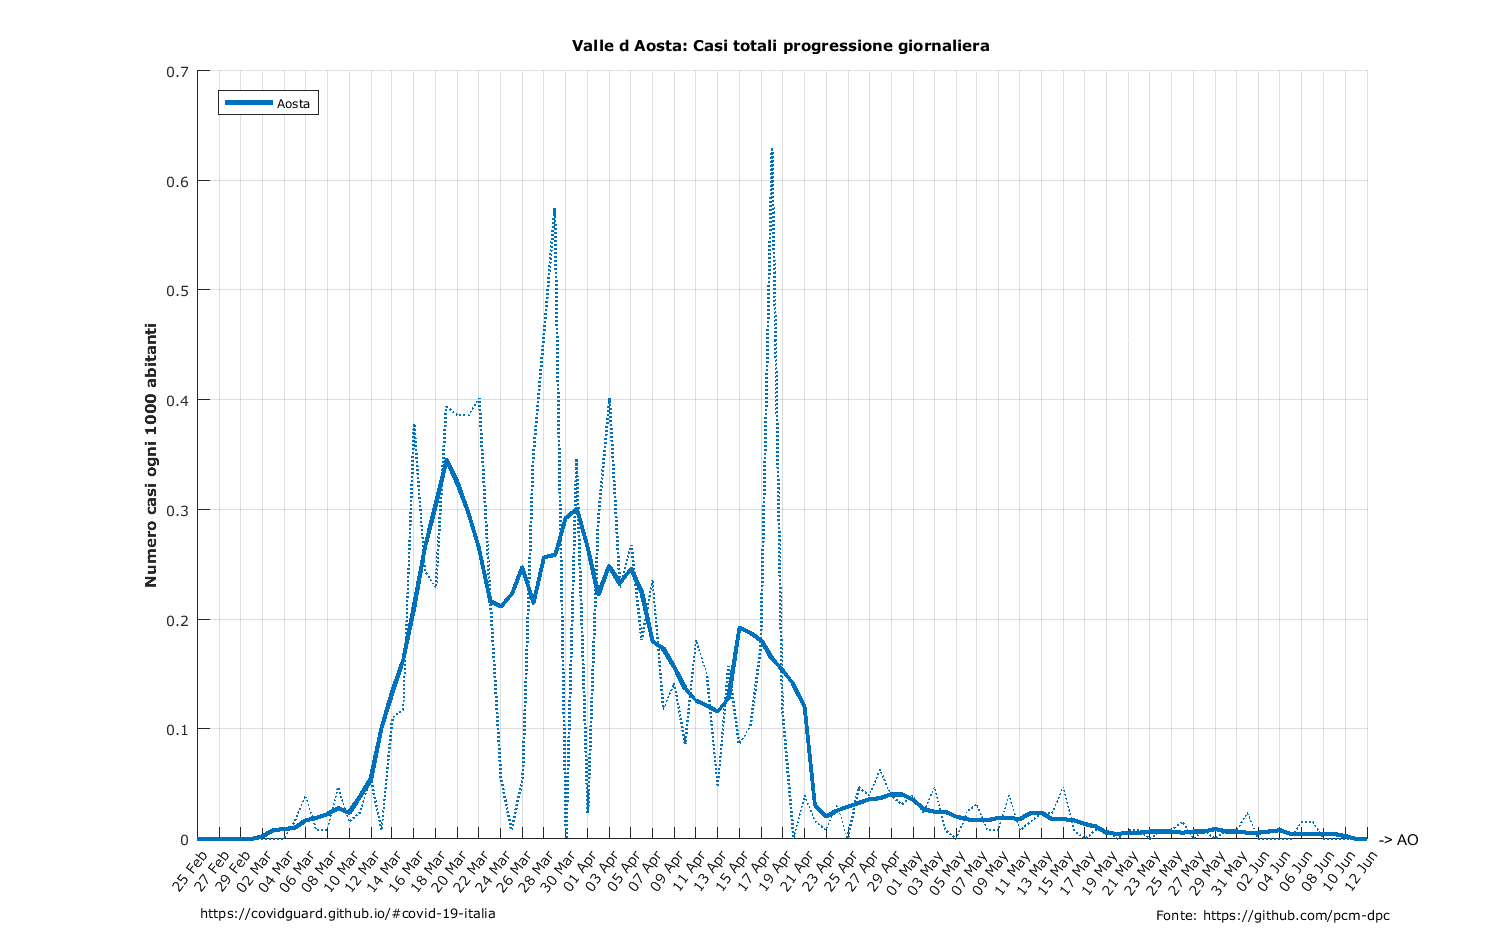 Valle d Aosta: Casi totali progressione giornaliera
Aosta
Numero casi ogni 1000 abitanti
0.7
0.6
0.5
0.4
0.3
0.2
0.1
0
-> AO
25 Feb
27 Feb
29 Feb
02 Mar
04 Mar
06 Mar
08 Mar
10 Mar
12 Mar
14 Mar
16 Mar
18 Mar
20 Mar
22 Mar
24 Mar
26 Mar
28 Mar
30 Mar
01 Apr
03 Apr
05 Apr
07 Apr
09 Apr
11 Apr
13 Apr
15 Apr
17 Apr
19 Apr
21 Apr
23 Apr
25 Apr
27 Apr
29 Apr
01 May
03 May
05 May
07 May
09 May
11 May
13 May
15 May
17 May
19 May
21 May
23 May
25 May
27 May
29 May
31 May
02 Jun
04 Jun
06 Jun
08 Jun
10 Jun
12 Jun
https://covidguard.github.io/#covid-19-italia
Fonte: https://github.com/pcm-dpc